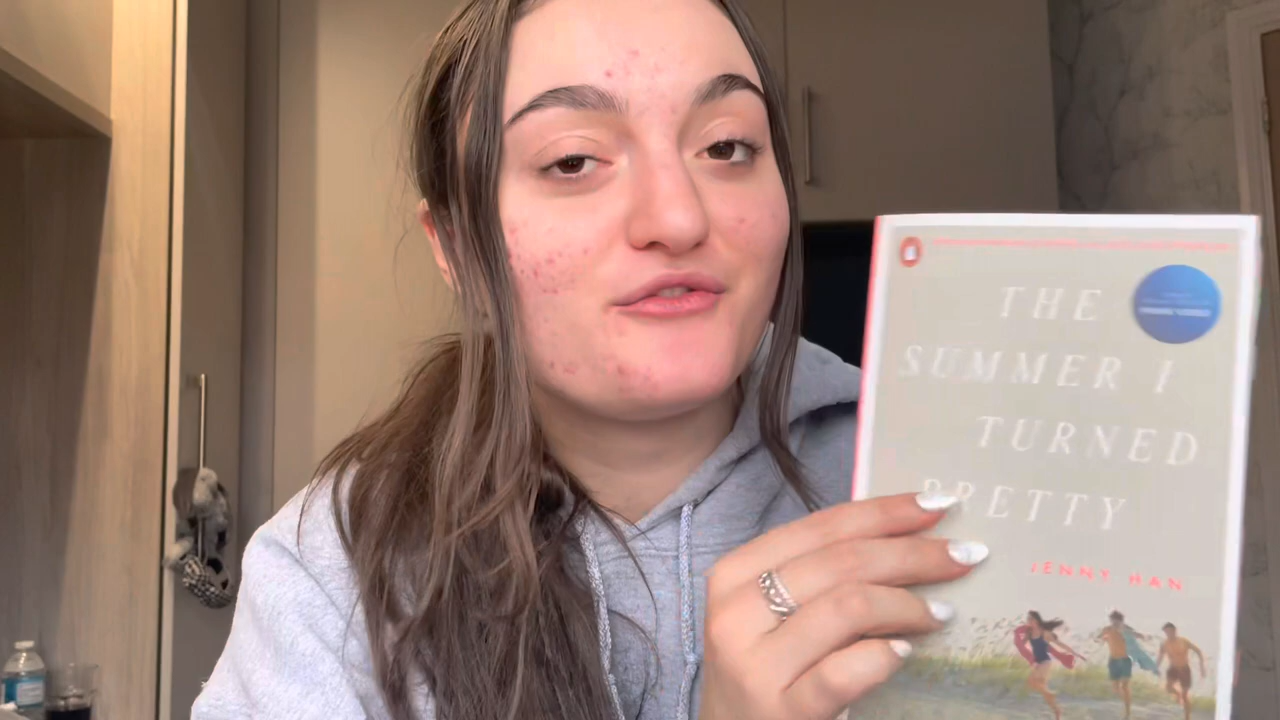 THE
SUMMER I
TURNED
PRETTY
JENNY HAN